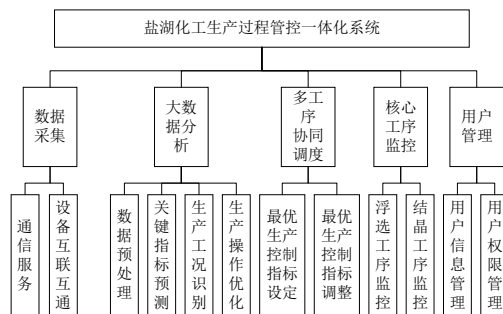 盐湖化工生产过程管控一体化系统
数据
采集
大数
据分析
多工
序
协同
调度
核心
工序
监控
用户
管理
通信服务
设备互联互通
数据预处理
关键指标预测
生产工况识别
生产操作优化
最优
生产
控制
指标
设定
最优
生产
控制
指标
调整
浮选工序监控
结晶工序监控
用户信息管理
用户权限管理